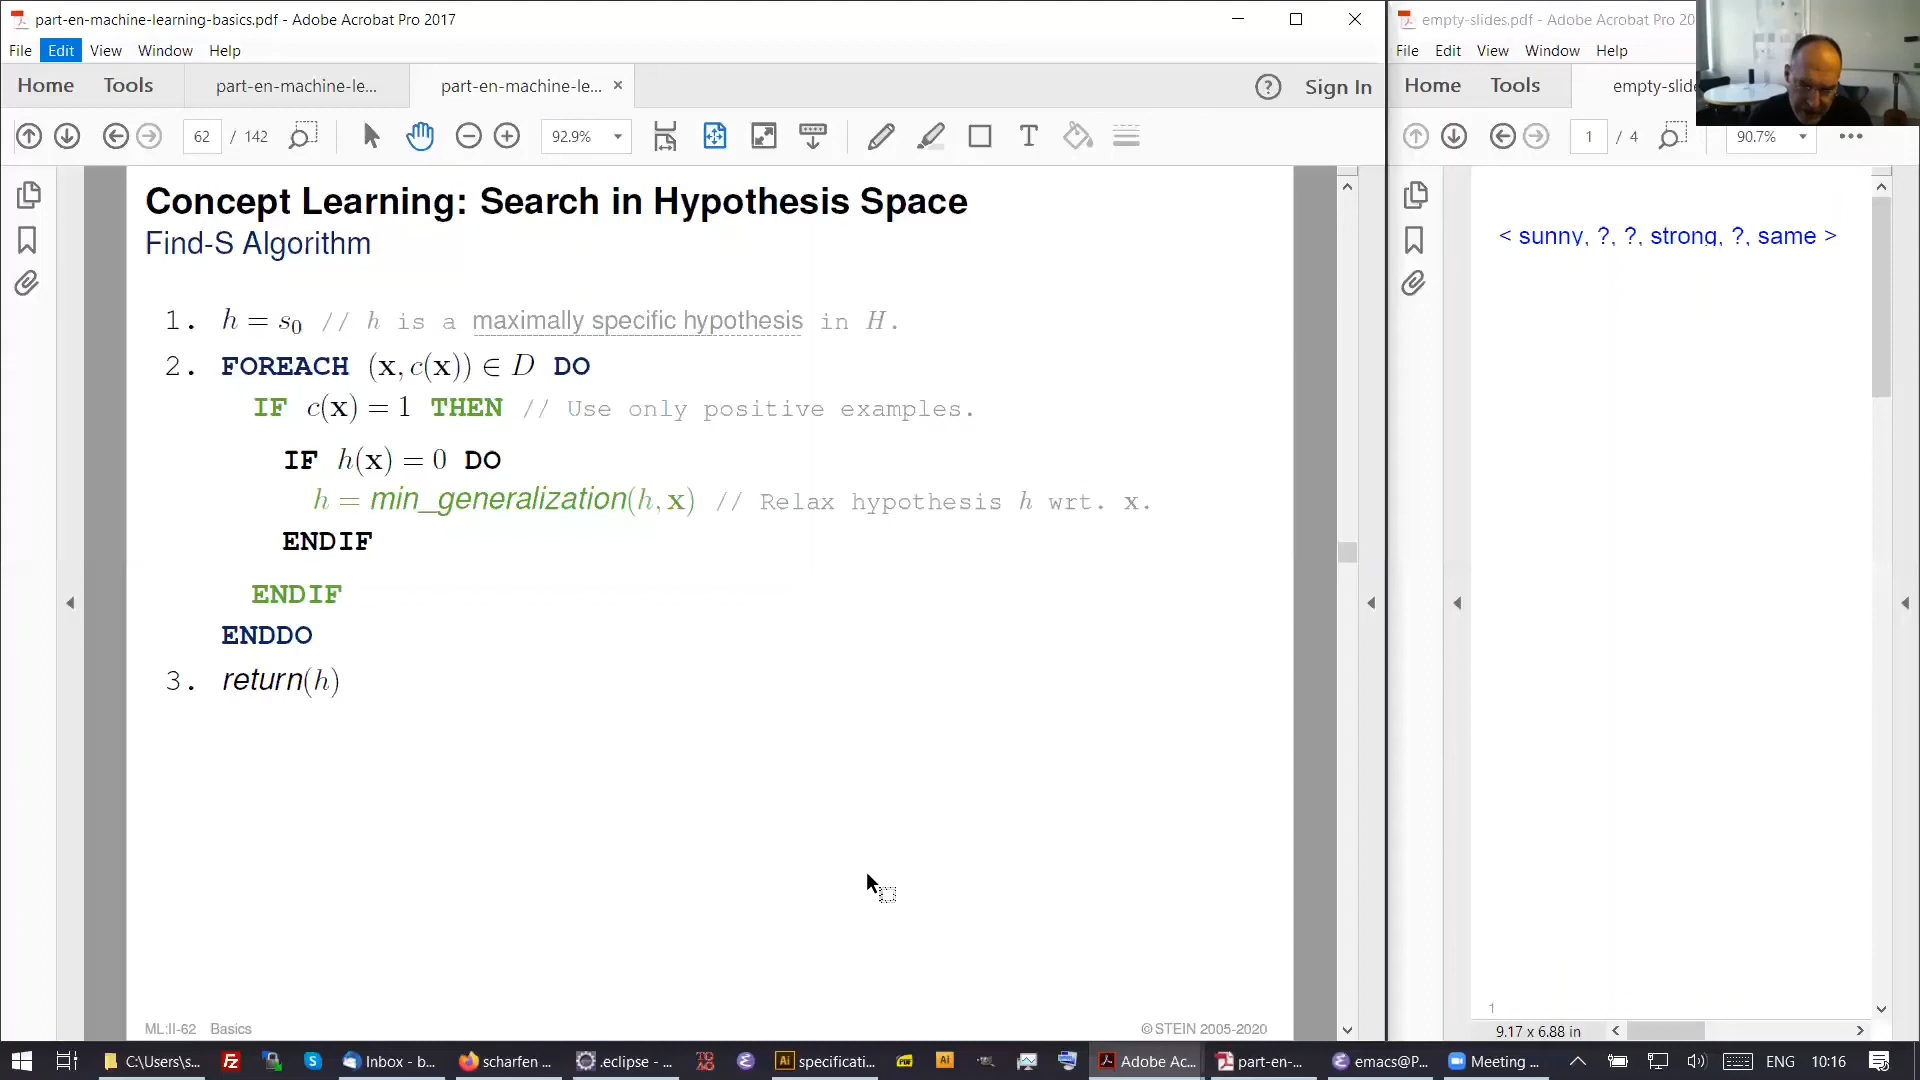 part-en-machine-learning-basics.pdf - Adobe Acrobat Pro 2017
File Edit View Window Help
Home Tools part-en-machine-le... part-en-machine-le... × ? Sign In
62 / 142 92.9%
Concept Learning: Search in Hypothesis Space
Find-S Algorithm
1. h = s₀ // h is a maximally specific hypothesis in H.
2. FOREACH (x, c(x)) ∈ D DO
IF c(x) = 1 THEN // Use only positive examples.
IF h(x) = 0 DO
h = min_generalization(h, x) // Relax hypothesis h wrt. x.
ENDIF
ENDIF
ENDDO
3. return(h)
ML:II-62 Basics © STEIN 2005-2020
empty-slides.pdf - Adobe Acrobat Pro 20
File Edit View Window Help
Home Tools empty-slide
1 / 4 90.7%
< sunny, ?, ?, strong, ?, same >
1
9.17 x 6.88 in
C:\Users\s... Inbox - b... scharfen ... .eclipse - ... specificati... Adobe Ac... part-en-... emacs@P... Meeting ... ENG 10:16